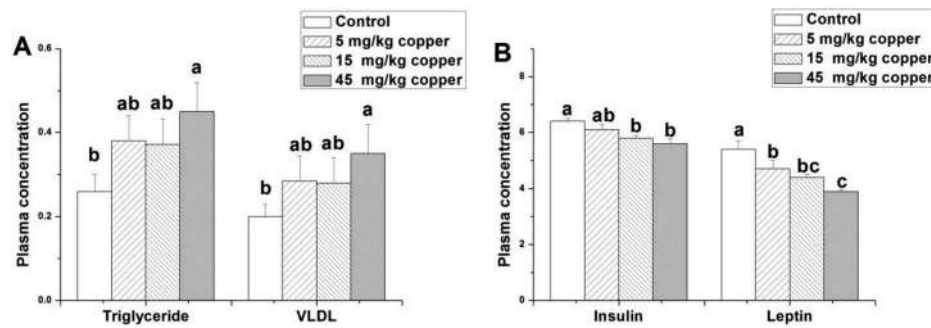 A
Control
5 mg/kg copper
15 mg/kg copper
45 mg/kg copper
Plasma concentration
0.6
0.4
0.2
0.0
b
ab
ab
a
b
ab
ab
a
Triglyceride
VLDL
B
Control
5 mg/kg copper
15 mg/kg copper
45 mg/kg copper
Plasma concentration
8
6
4
2
0
a
ab
b
b
a
b
bc
c
Insulin
Leptin